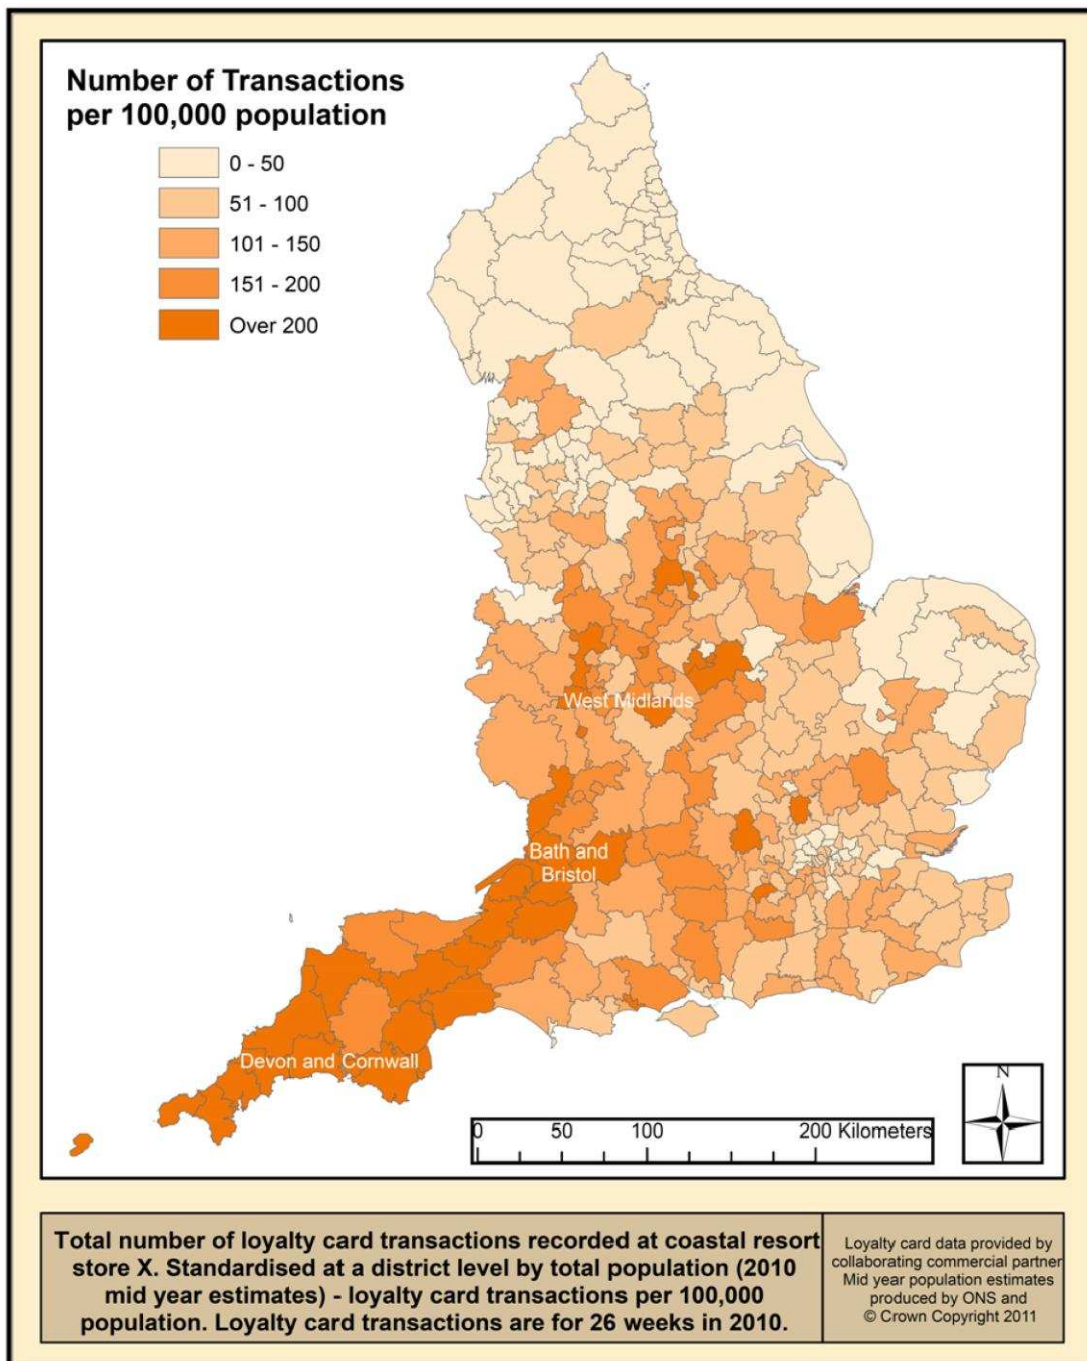 Number of Transactions
per 100,000 population
0 - 50
51 - 100
101 - 150
151 - 200
Over 200
West Midlands
Bath and
Bristol
Devon and Cornwall
N
0 50 100 200 Kilometers
Total number of loyalty card transactions recorded at coastal resort
store X. Standardised at a district level by total population (2010
mid year estimates) - loyalty card transactions per 100,000
population. Loyalty card transactions are for 26 weeks in 2010.
Loyalty card data provided by
collaborating commercial partner
Mid year population estimates
produced by ONS and
© Crown Copyright 2011